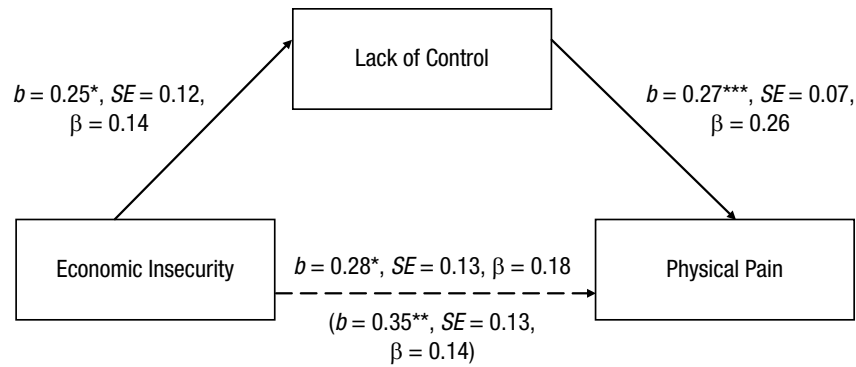 Lack of Control
b = 0.25*, SE = 0.12,
β = 0.14
b = 0.27***, SE = 0.07,
β = 0.26
Economic Insecurity
b = 0.28*, SE = 0.13, β = 0.18
(b = 0.35**, SE = 0.13,
β = 0.14)
Physical Pain